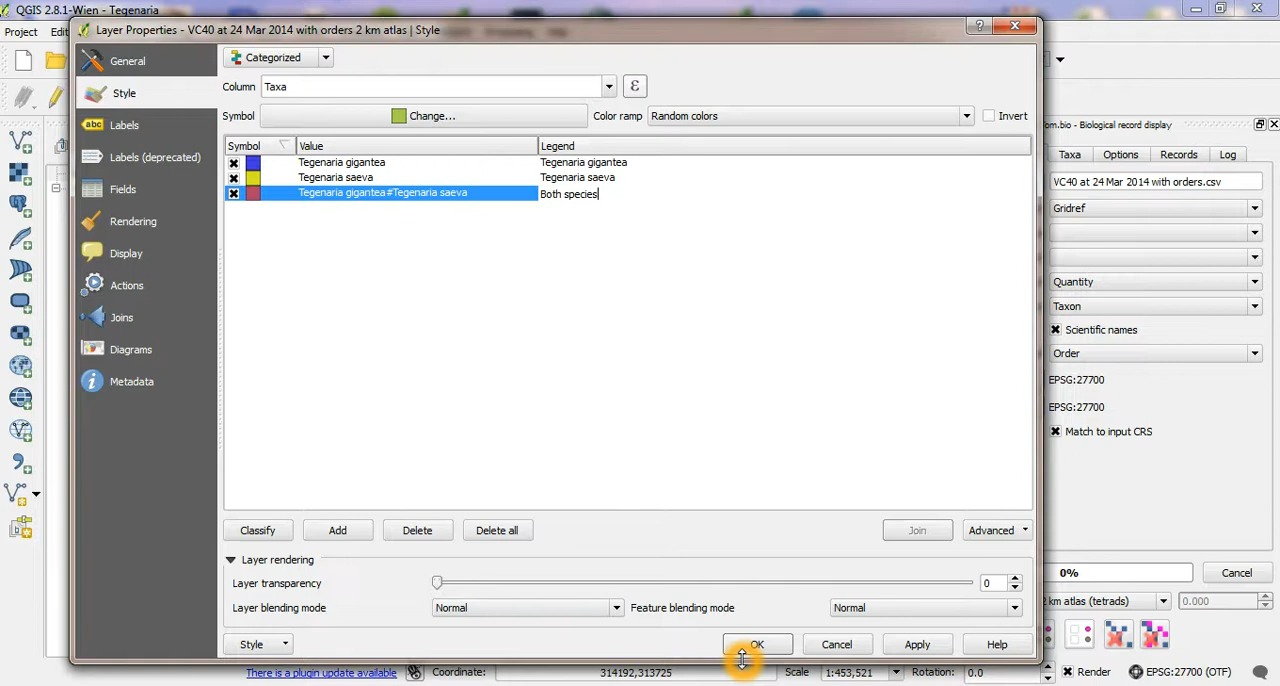 QGIS 2.8.1-Wien - Tegenaria
Project
Layer Properties - VC40 at 24 Mar 2014 with orders 2 km atlas | Style
General
Style
Labels
Labels (deprecated)
Fields
Rendering
Display
Actions
Joins
Diagrams
Metadata
Categorized
Column Taxa ε
Symbol Change... Color ramp Random colors Invert
Symbol Value Legend
Tegenaria gigantea Tegenaria gigantea
Tegenaria saeva Tegenaria saeva
Tegenaria gigantea#Tegenaria saeva Both species
Classify Add Delete Delete all Join Advanced
Layer rendering
Layer transparency 0
Layer blending mode Normal Feature blending mode Normal
Style OK Cancel Apply Help
Biological record display
Taxa Options Records Log
VC40 at 24 Mar 2014 with orders.csv
Gridref
Quantity
Taxon
Scientific names
Order
EPSG:27700
EPSG:27700
Match to input CRS
0% Cancel
2 km atlas (tetrads) 0.000
There is a plugin update available Coordinate: 314192,313725 Scale 1:453,521 Rotation: 0.0 Render EPSG:27700 (OTF)